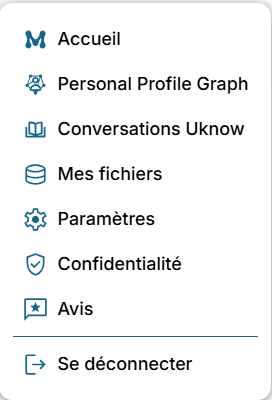 Accueil
Personal Profile Graph
Conversations Uknow
Mes fichiers
Paramètres
Confidentialité
Avis
Se déconnecter